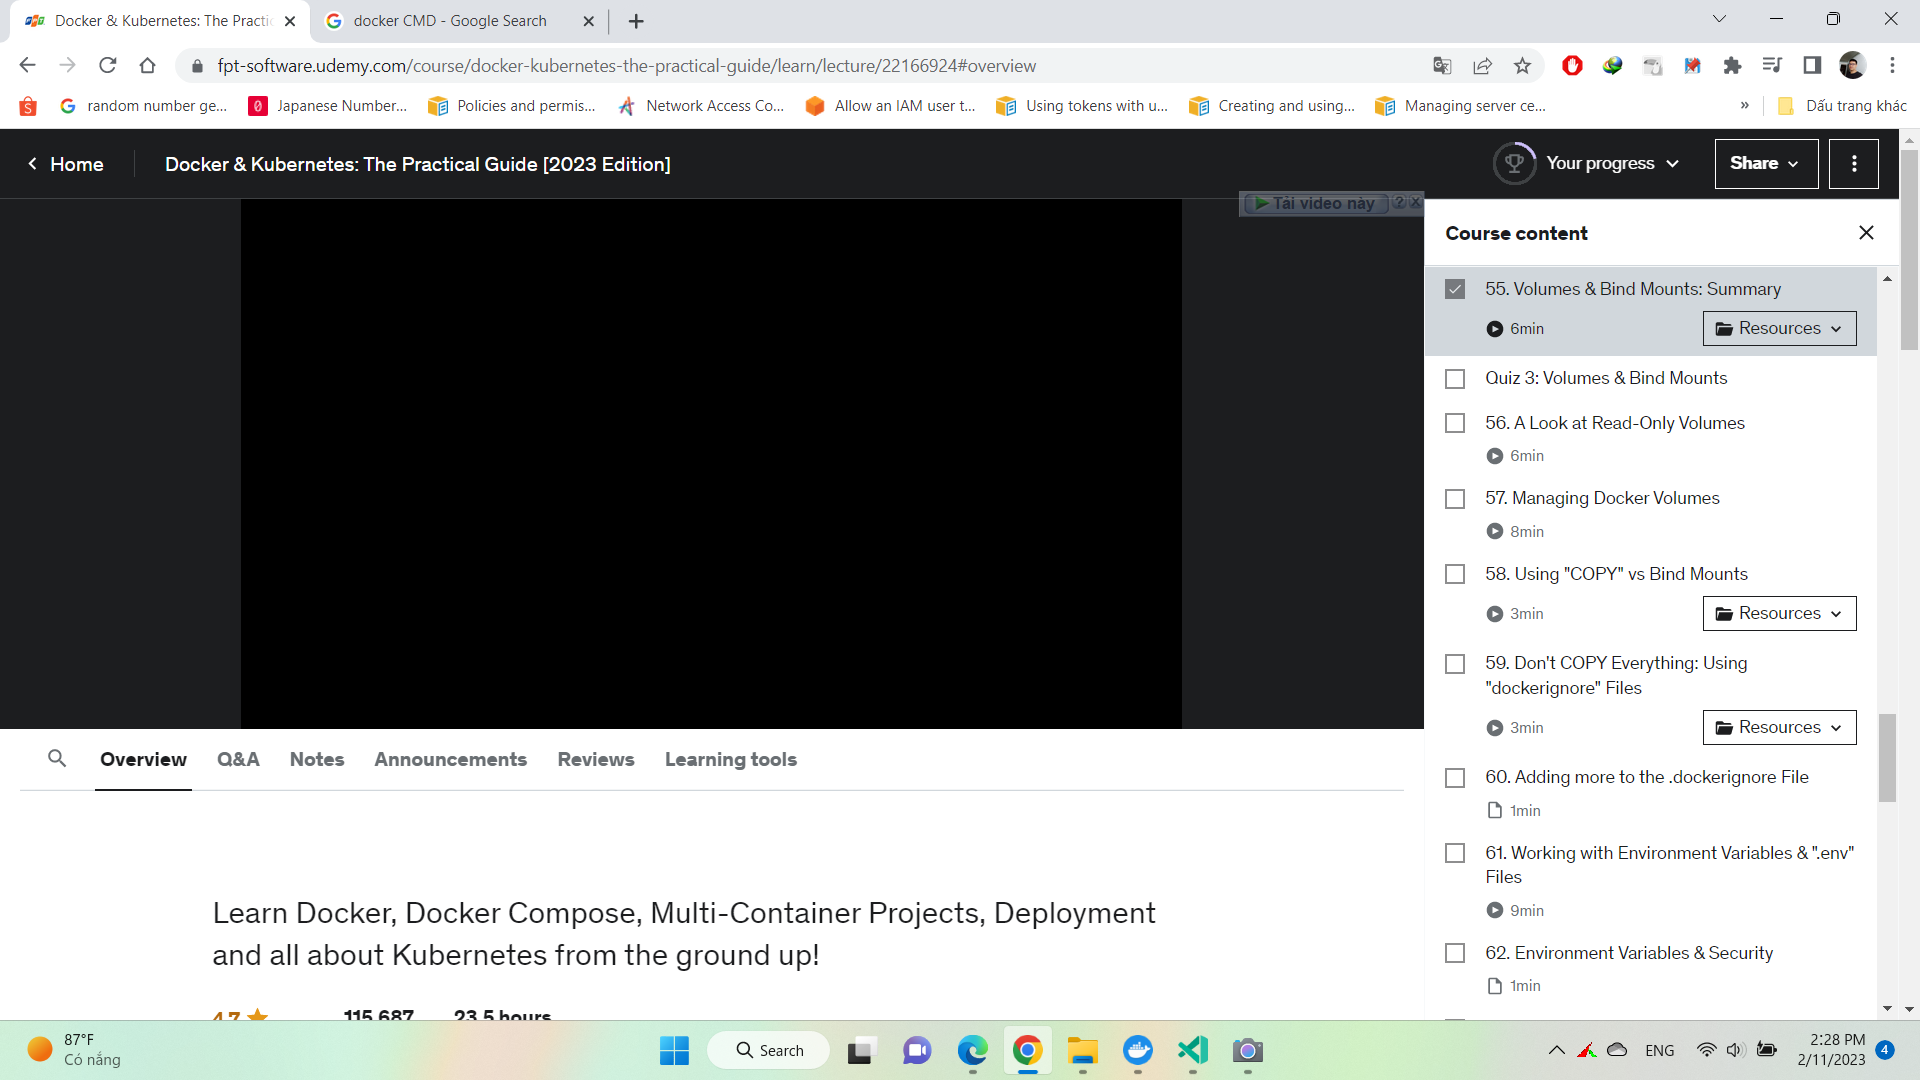 Docker & Kubernetes: The Practic
docker CMD - Google Search
fpt-software.udemy.com/course/docker-kubernetes-the-practical-guide/learn/lecture/22166924#overview
random number ge...
Japanese Number...
Policies and permis...
Network Access Co...
Allow an IAM user t...
Using tokens with u...
Creating and using...
Managing server ce...
»
Dấu trang khác
Home
Docker & Kubernetes: The Practical Guide [2023 Edition]
Your progress
Share
Tải video này
?
Course content
55. Volumes & Bind Mounts: Summary
6min
Resources
Quiz 3: Volumes & Bind Mounts
56. A Look at Read-Only Volumes
6min
57. Managing Docker Volumes
8min
58. Using "COPY" vs Bind Mounts
3min
Resources
59. Don't COPY Everything: Using
"dockerignore" Files
3min
Resources
60. Adding more to the .dockerignore File
1min
61. Working with Environment Variables & ".env"
Files
9min
62. Environment Variables & Security
1min
Overview
Q&A
Notes
Announcements
Reviews
Learning tools
Learn Docker, Docker Compose, Multi-Container Projects, Deployment
and all about Kubernetes from the ground up!
4.7
115,687
23.5 hours
87°F
Có nắng
Search
ENG
2:28 PM
2/11/2023
4